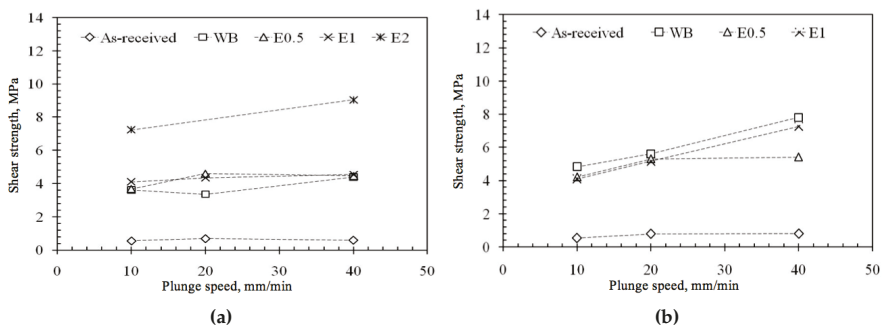 14
As-received WB E0.5 E1 E2
12
10
8
6
4
2
0
Shear strength, MPa
0 10 20 30 40 50
Plunge speed, mm/min
(a)
14
As-received WB E0.5 E1
12
10
8
6
4
2
0
Shear strength, MPa
0 10 20 30 40 50
Plunge speed, mm/min
(b)